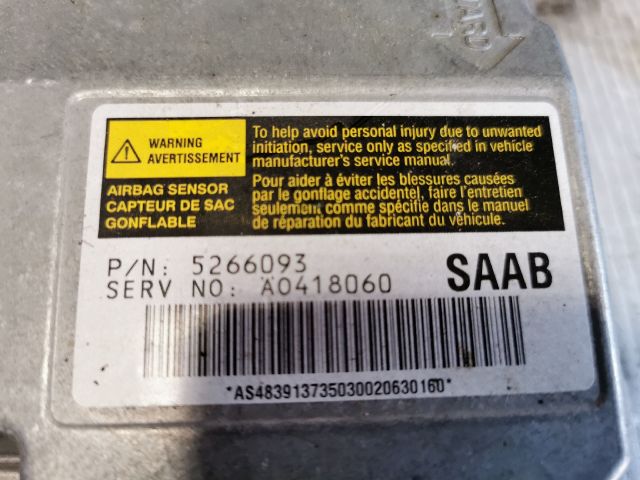 WARD
WARNING
AVERTISSEMENT
AIRBAG SENSOR
CAPTEUR DE SAC
GONFLABLE
To help avoid personal injury due to unwanted
initiation, service only as specified in vehicle
manufacturer's service manual.
Pour aider à éviter les blessures causées
par le gonflage accidentel, faire l'entretien
seulement comme spécifié dans le manuel
de réparation du fabricant du véhicule.
P/N: 5266093
SERV NO: A0418060
SAAB
*AS483913735030020630160*